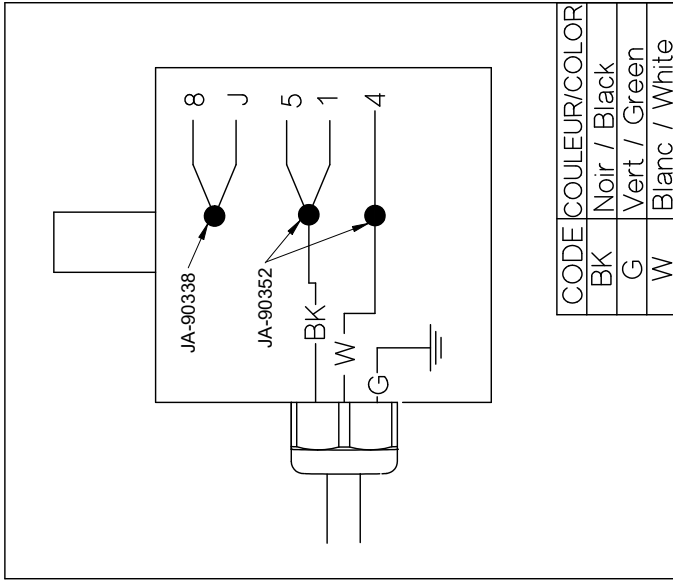 8
J
5
1
4
JA-90338
JA-90352
BK
W
G
CODE COULEUR/COLOR
BK Noir / Black
G Vert / Green
W Blanc / White